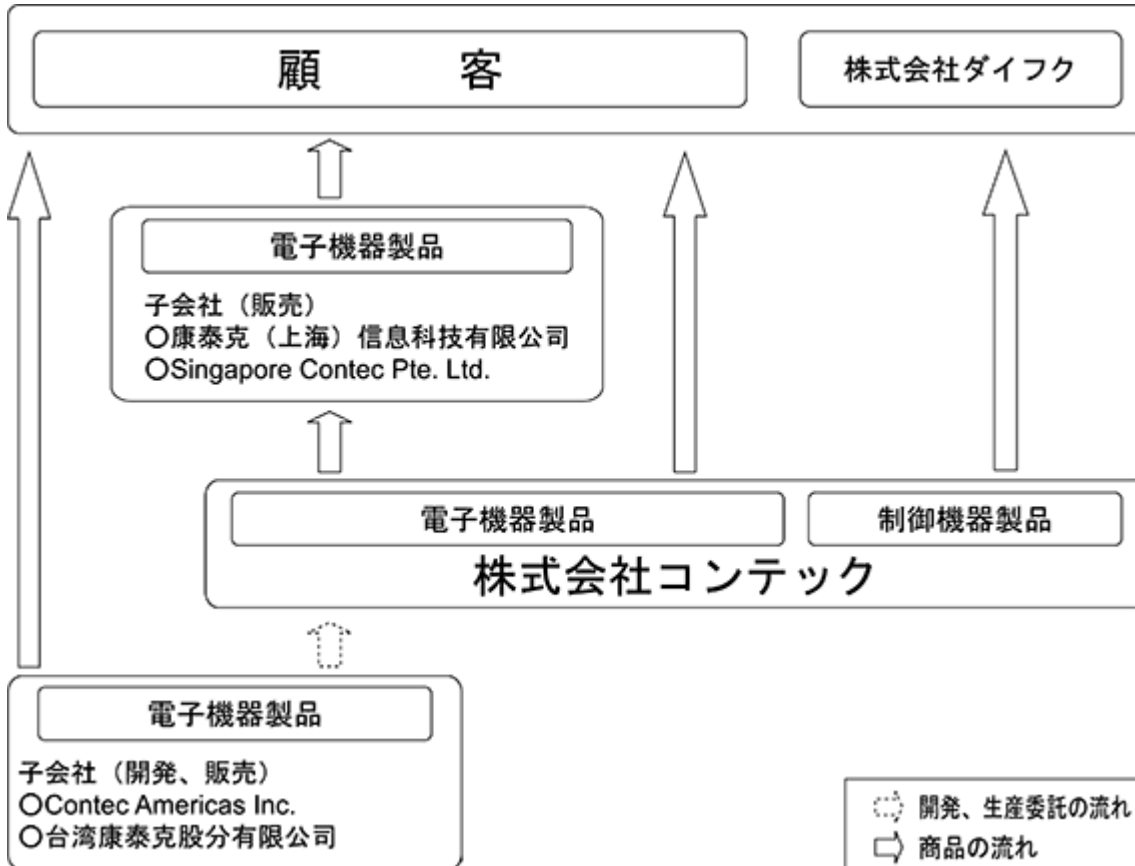 顧　　客
株式会社ダイフク
電子機器製品
子会社（販売）
○康泰克（上海）信息科技有限公司
○Singapore Contec Pte. Ltd.
電子機器製品
制御機器製品
株式会社コンテック
電子機器製品
子会社（開発、販売）
○Contec Americas Inc.
○台湾康泰克股分有限公司
開発、生産委託の流れ
商品の流れ